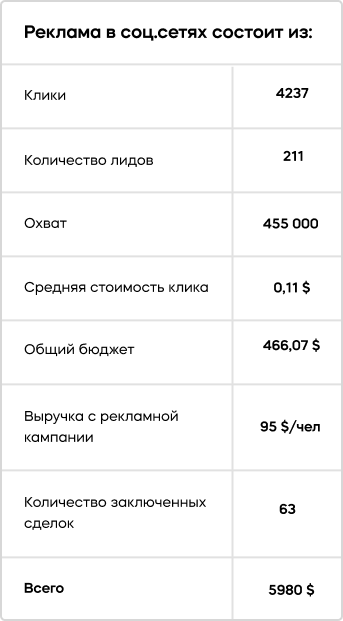 Реклама в соц.сетях состоит из:
Клики
4237
Количество лидов
211
Охват
455 000
Средняя стоимость клика
0,11 $
Общий бюджет
466,07 $
Выручка с рекламной
кампании
95 $/чел
Количество заключенных
сделок
63
Всего
5980 $